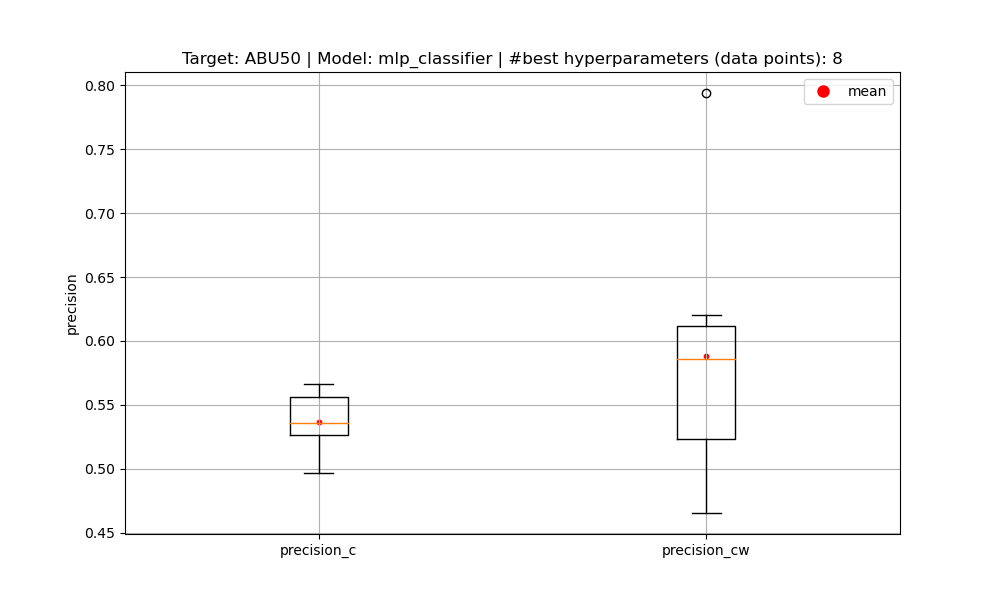 Target: ABU50 | Model: mlp_classifier | #best hyperparameters (data points): 8
mean
precision
0.80
0.75
0.70
0.65
0.60
0.55
0.50
0.45
precision_c
precision_cw